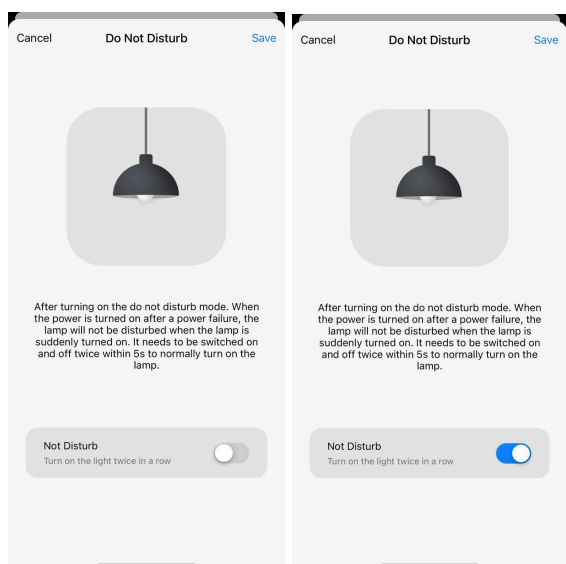 Cancel Do Not Disturb Save
After turning on the do not disturb mode. When
the power is turned on after a power failure, the
lamp will not be disturbed when the lamp is
suddenly turned on. It needs to be switched on
and off twice within 5s to normally turn on the
lamp.
Not Disturb
Turn on the light twice in a row
Cancel Do Not Disturb Save
After turning on the do not disturb mode. When
the power is turned on after a power failure, the
lamp will not be disturbed when the lamp is
suddenly turned on. It needs to be switched on
and off twice within 5s to normally turn on the
lamp.
Not Disturb
Turn on the light twice in a row